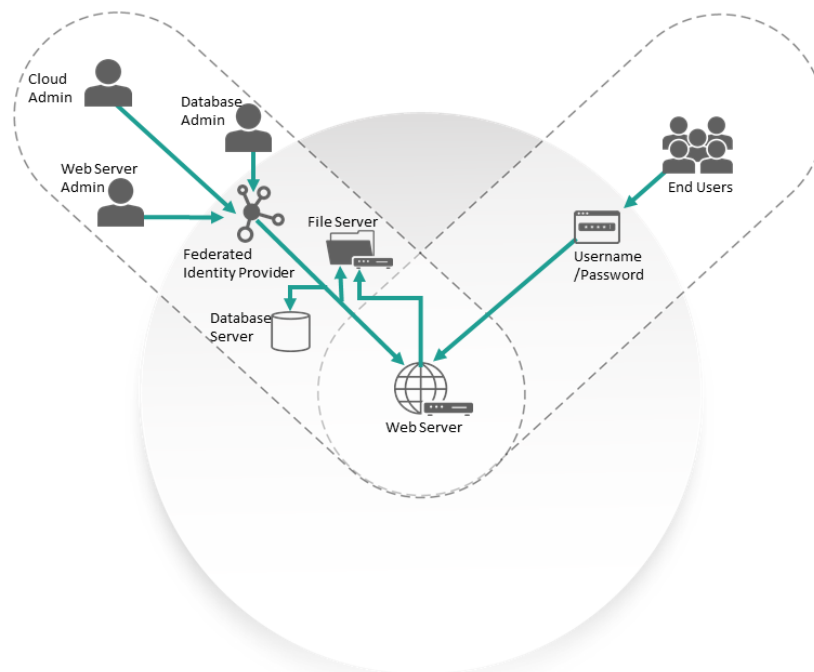 Cloud
Admin
Database
Admin
Web Server
Admin
End Users
File Server
Federated
Identity Provider
Username
/Password
Database
Server
Web Server